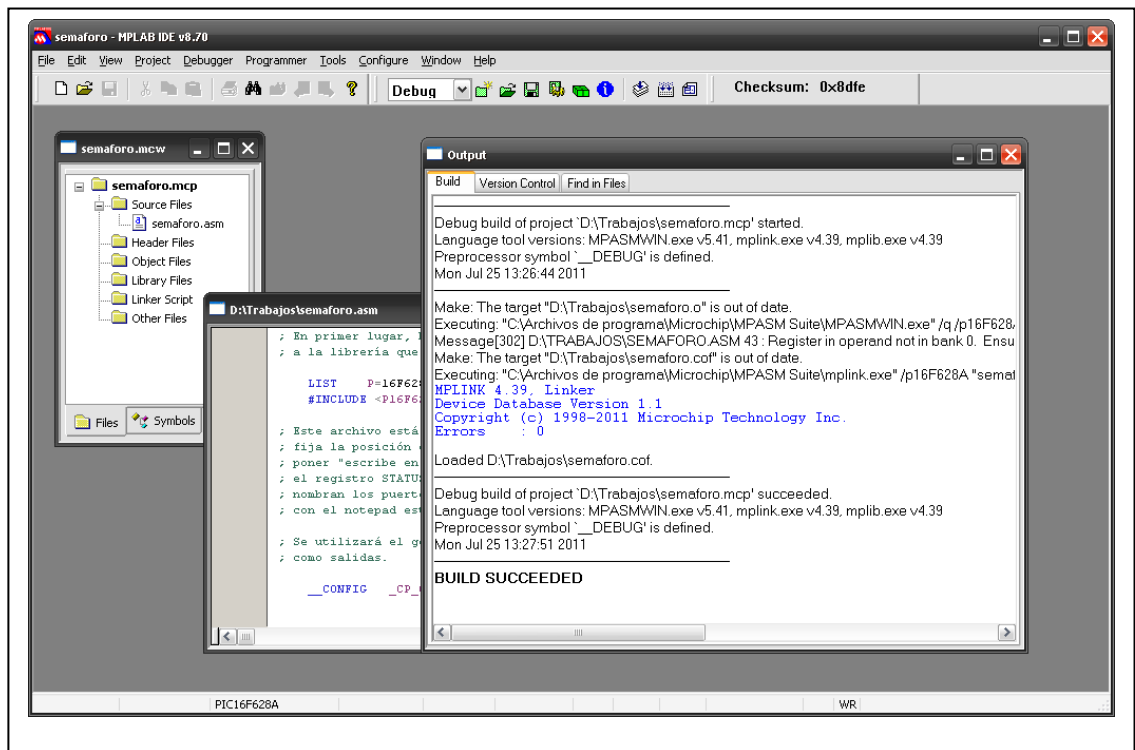 semaforo - MPLAB IDE v8.70
File Edit View Project Debugger Programmer Tools Configure Window Help
Debug Checksum: 0x8dfe
semaforo.mcw
semaforo.mcp
Source Files
semaforo.asm
Header Files
Object Files
Library Files
Linker Script
Other Files
Files Symbols
D:\Trabajos\semaforo.asm
; En primer lugar,
; a la librería que
LIST P=16F628
#INCLUDE <P16F62
; Este archivo está
; fija la posición
; poner "escribe en
; el registro STATUS
; nombran los puert
; con el notepad est
; Se utilizará el g
; como salidas.
__CONFIG _CP_
Output
Build Version Control Find in Files
Debug build of project `D:\Trabajos\semaforo.mcp' started.
Language tool versions: MPASMWIN.exe v5.41, mplink.exe v4.39, mplib.exe v4.39
Preprocessor symbol `__DEBUG' is defined.
Mon Jul 25 13:26:44 2011
Make: The target "D:\Trabajos\semaforo.o" is out of date.
Executing: "C:\Archivos de programa\Microchip\MPASM Suite\MPASMWIN.exe" /q /p16F628
Message[302] D:\TRABAJOS\SEMAFORO.ASM 43 : Register in operand not in bank 0. Ensu
Make: The target "D:\Trabajos\semaforo.cof" is out of date.
Executing: "C:\Archivos de programa\Microchip\MPASM Suite\mplink.exe" /p16F628A "semaf
MPLINK 4.39, Linker
Device Database Version 1.1
Copyright (c) 1998-2011 Microchip Technology Inc.
Errors : 0
Loaded D:\Trabajos\semaforo.cof.
Debug build of project `D:\Trabajos\semaforo.mcp' succeeded.
Language tool versions: MPASMWIN.exe v5.41, mplink.exe v4.39, mplib.exe v4.39
Preprocessor symbol `__DEBUG' is defined.
Mon Jul 25 13:27:51 2011
BUILD SUCCEEDED
PIC16F628A WR